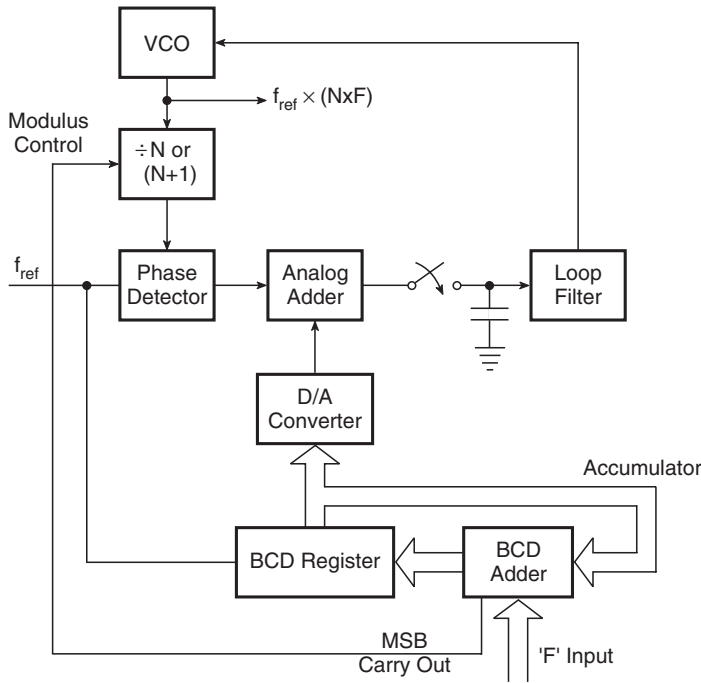 VCO
f_ref × (NxF)
Modulus
Control
÷N or
(N+1)
f_ref
Phase
Detector
Analog
Adder
Loop
Filter
D/A
Converter
Accumulator
BCD Register
BCD
Adder
MSB
Carry Out
'F' Input